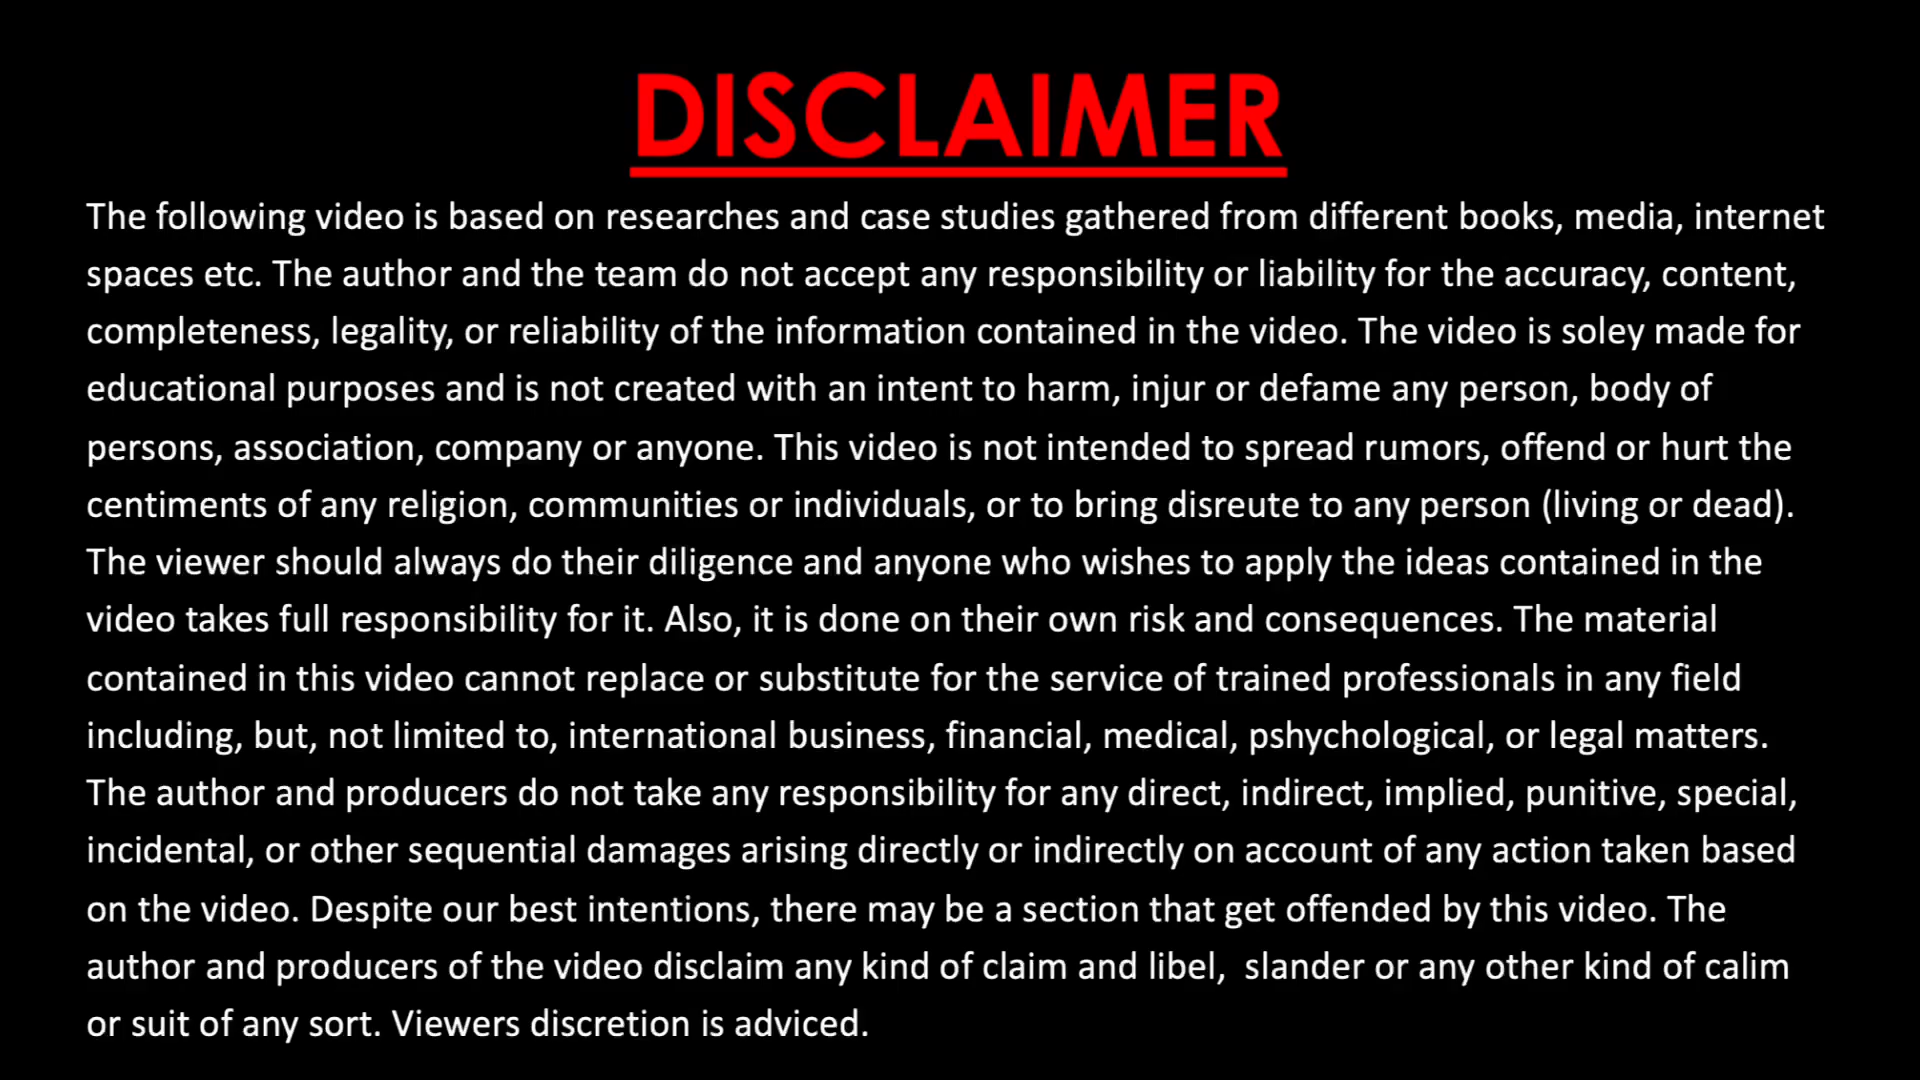 DISCLAIMER
The following video is based on researches and case studies gathered from different books, media, internet
spaces etc. The author and the team do not accept any responsibility or liability for the accuracy, content,
completeness, legality, or reliability of the information contained in the video. The video is soley made for
educational purposes and is not created with an intent to harm, injur or defame any person, body of
persons, association, company or anyone. This video is not intended to spread rumors, offend or hurt the
centiments of any religion, communities or individuals, or to bring disreute to any person (living or dead).
The viewer should always do their diligence and anyone who wishes to apply the ideas contained in the
video takes full responsibility for it. Also, it is done on their own risk and consequences. The material
contained in this video cannot replace or substitute for the service of trained professionals in any field
including, but, not limited to, international business, financial, medical, pshychological, or legal matters.
The author and producers do not take any responsibility for any direct, indirect, implied, punitive, special,
incidental, or other sequential damages arising directly or indirectly on account of any action taken based
on the video. Despite our best intentions, there may be a section that get offended by this video. The
author and producers of the video disclaim any kind of claim and libel,  slander or any other kind of calim
or suit of any sort. Viewers discretion is adviced.